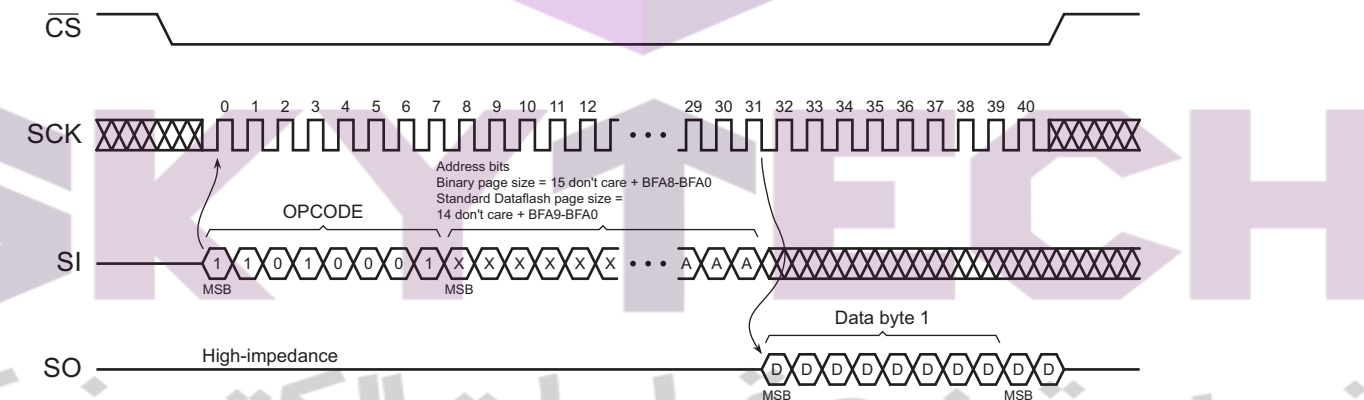 CS
0 1 2 3 4 5 6 7 8 9 10 11 12 29 30 31 32 33 34 35 36 37 38 39 40
SCK
Address bits
Binary page size = 15 don't care + BFA8-BFA0
Standard Dataflash page size =
14 don't care + BFA9-BFA0
OPCODE
SI
1 1 0 1 0 0 0 1 X X X X X X ••• A A A
MSB MSB
Data byte 1
High-impedance
SO
D D D D D D D D D D
MSB MSB
SKYTECH